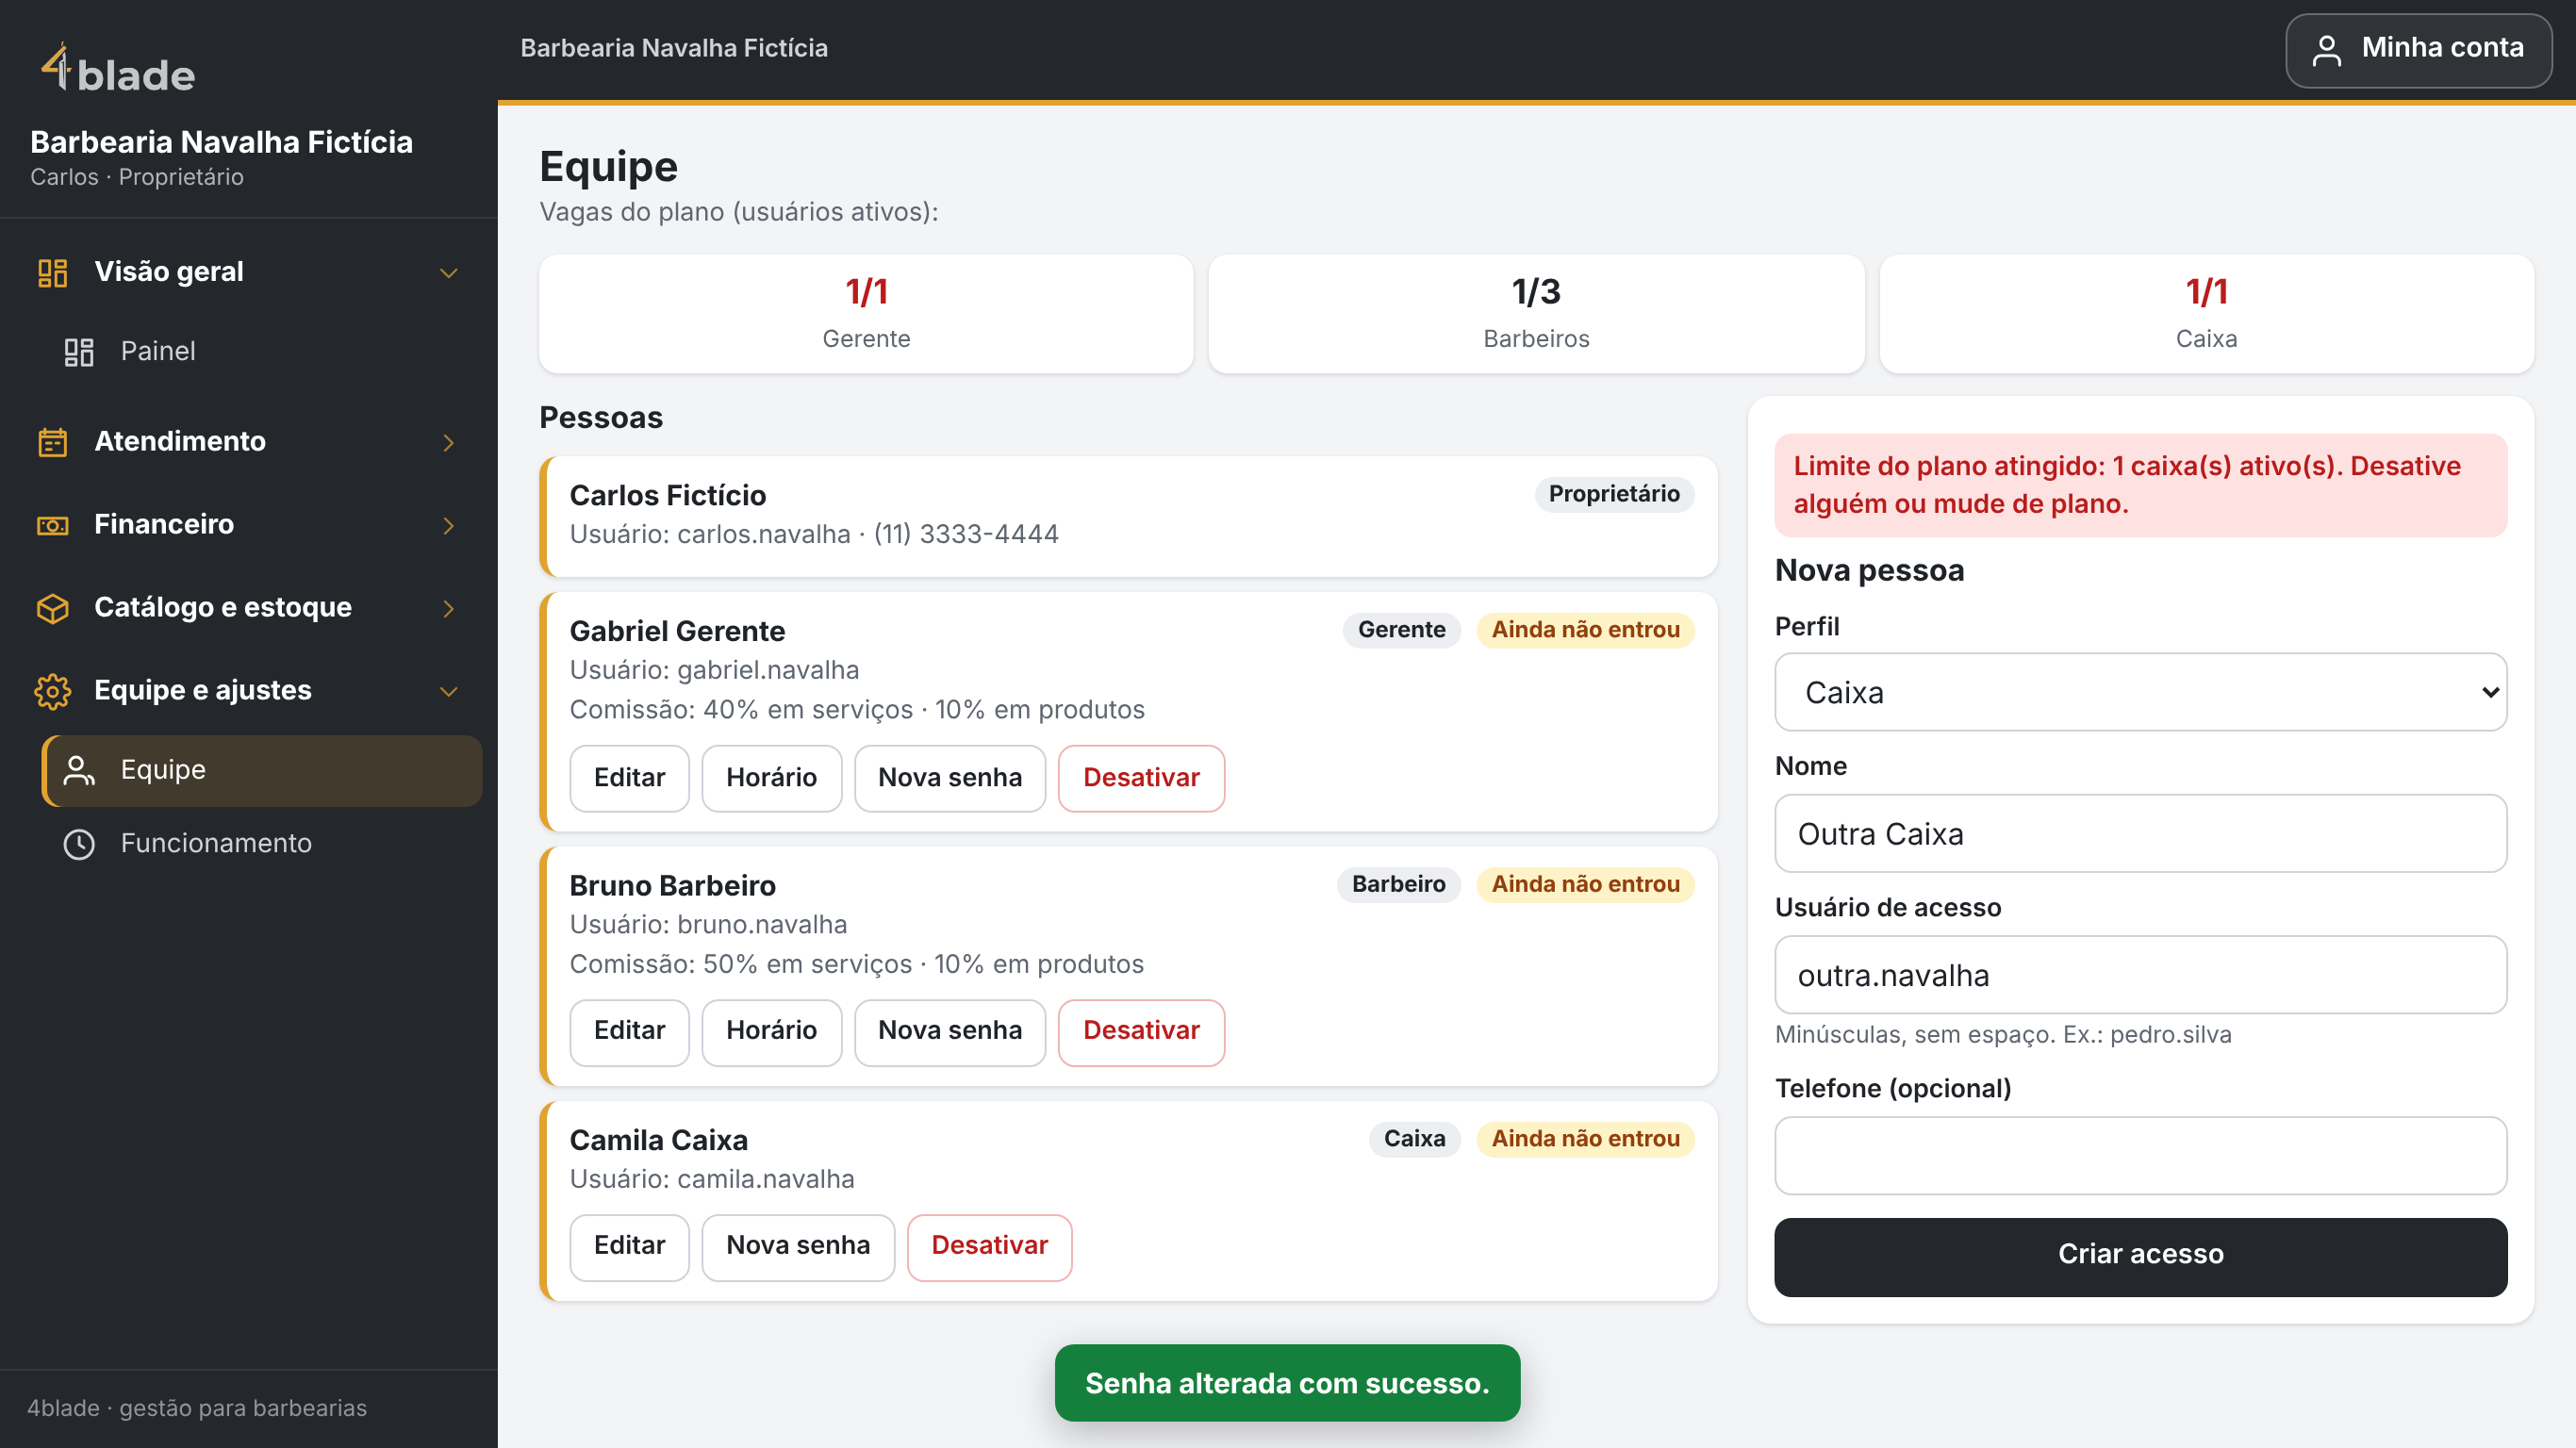 4blade
Barbearia Navalha Fictícia
Carlos · Proprietário
Visão geral
Painel
Atendimento
Financeiro
Catálogo e estoque
Equipe e ajustes
Equipe
Funcionamento
4blade · gestão para barbearias
Barbearia Navalha Fictícia
Minha conta
Equipe
Vagas do plano (usuários ativos):
1/1
Gerente
1/3
Barbeiros
1/1
Caixa
Pessoas
Carlos Fictício
Proprietário
Usuário: carlos.navalha · (11) 3333-4444
Gabriel Gerente
Gerente
Ainda não entrou
Usuário: gabriel.navalha
Comissão: 40% em serviços · 10% em produtos
Editar
Horário
Nova senha
Desativar
Bruno Barbeiro
Barbeiro
Ainda não entrou
Usuário: bruno.navalha
Comissão: 50% em serviços · 10% em produtos
Editar
Horário
Nova senha
Desativar
Camila Caixa
Caixa
Ainda não entrou
Usuário: camila.navalha
Editar
Nova senha
Desativar
Limite do plano atingido: 1 caixa(s) ativo(s). Desative
alguém ou mude de plano.
Nova pessoa
Perfil
Caixa
Nome
Outra Caixa
Usuário de acesso
outra.navalha
Minúsculas, sem espaço. Ex.: pedro.silva
Telefone (opcional)
Criar acesso
Senha alterada com sucesso.